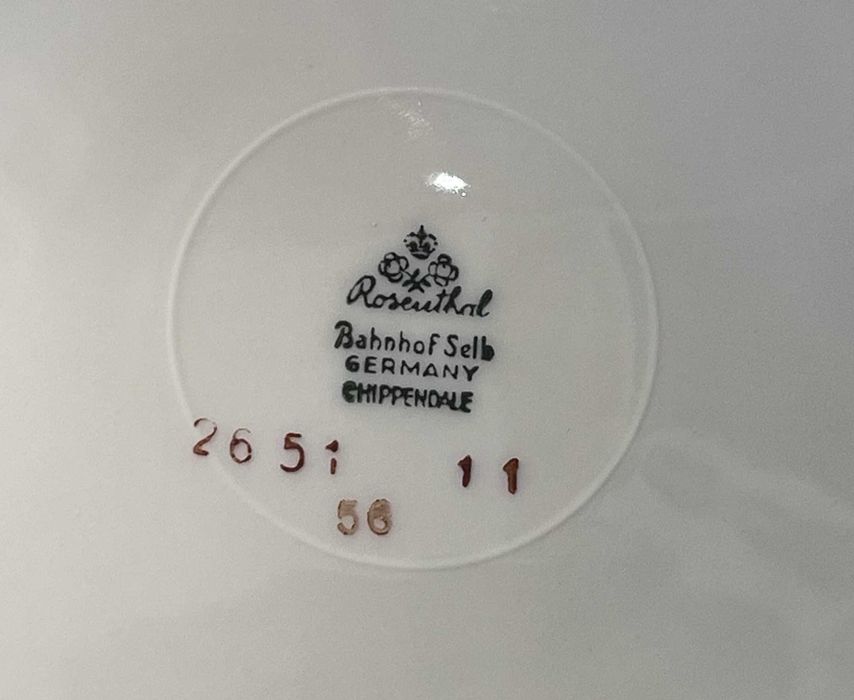 Rosenthal
Bahnhof Selb
GERMANY
CHIPPENDALE
2651 11
56